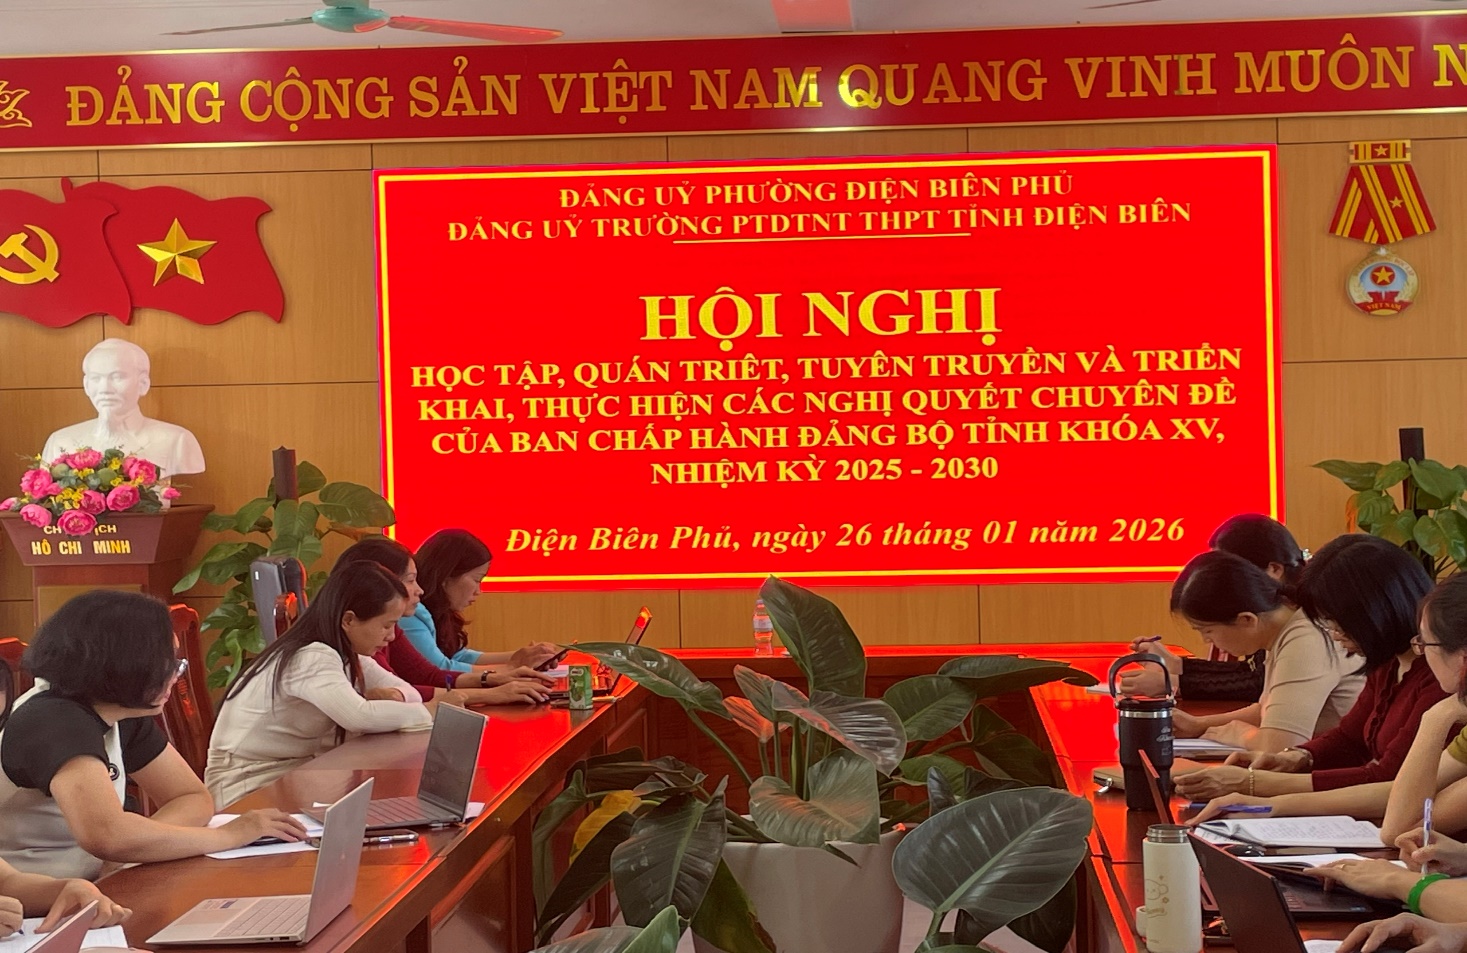 ĐẢNG CỘNG SẢN VIỆT NAM QUANG VINH MUÔN N
ĐẢNG UỶ PHƯỜNG ĐIỆN BIÊN PHỦ
ĐẢNG UỶ TRƯỜNG PTDTNT THPT TỈNH ĐIỆN BIÊN
HỘI NGHỊ
HỌC TẬP, QUÁN TRIỆT, TUYÊN TRUYỀN VÀ TRIỂN
KHAI, THỰC HIỆN CÁC NGHỊ QUYẾT CHUYÊN ĐỀ
CỦA BAN CHẤP HÀNH ĐẢNG BỘ TỈNH KHÓA XV,
NHIỆM KỲ 2025 - 2030
Điện Biên Phủ, ngày 26 tháng 01 năm 2026
VIỆT NAM
HỒ CHÍ MINH